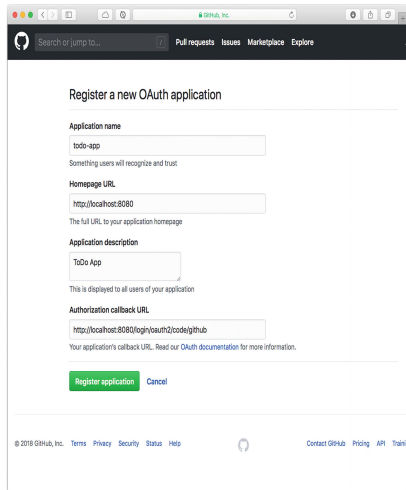 GitHub, Inc.
Search or jump to... / Pull requests Issues Marketplace Explore
Register a new OAuth application
Application name
todo-app
Something users will recognize and trust
Homepage URL
http://localhost:8080
The full URL to your application homepage
Application description
ToDo App
This is displayed to all users of your application
Authorization callback URL
http://localhost:8080/login/oauth2/code/github
Your application's callback URL. Read our OAuth documentation for more information.
Register application Cancel
© 2018 GitHub, Inc. Terms Privacy Security Status Help Contact GitHub Pricing API Traini